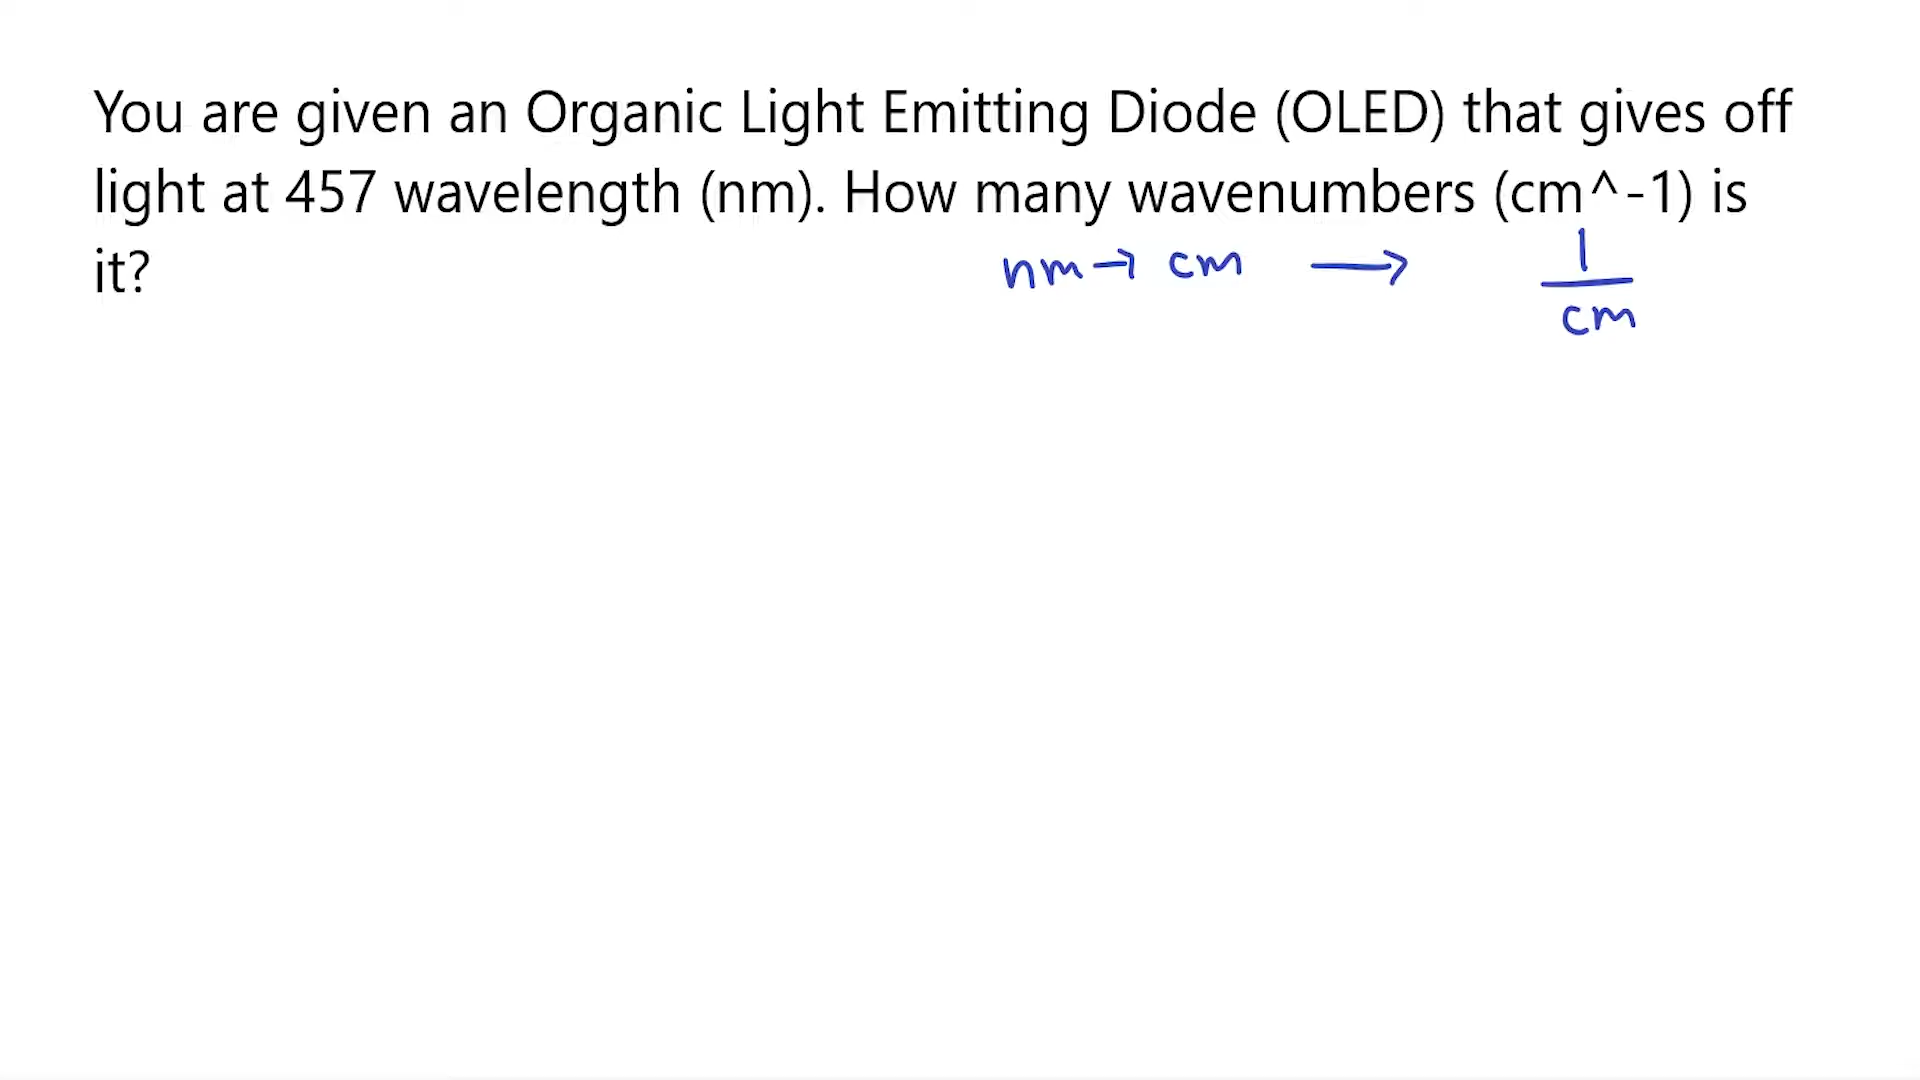 You are given an Organic Light Emitting Diode (OLED) that gives off
light at 457 wavelength (nm). How many wavenumbers (cm^-1) is
it?
nm → cm → 1
cm